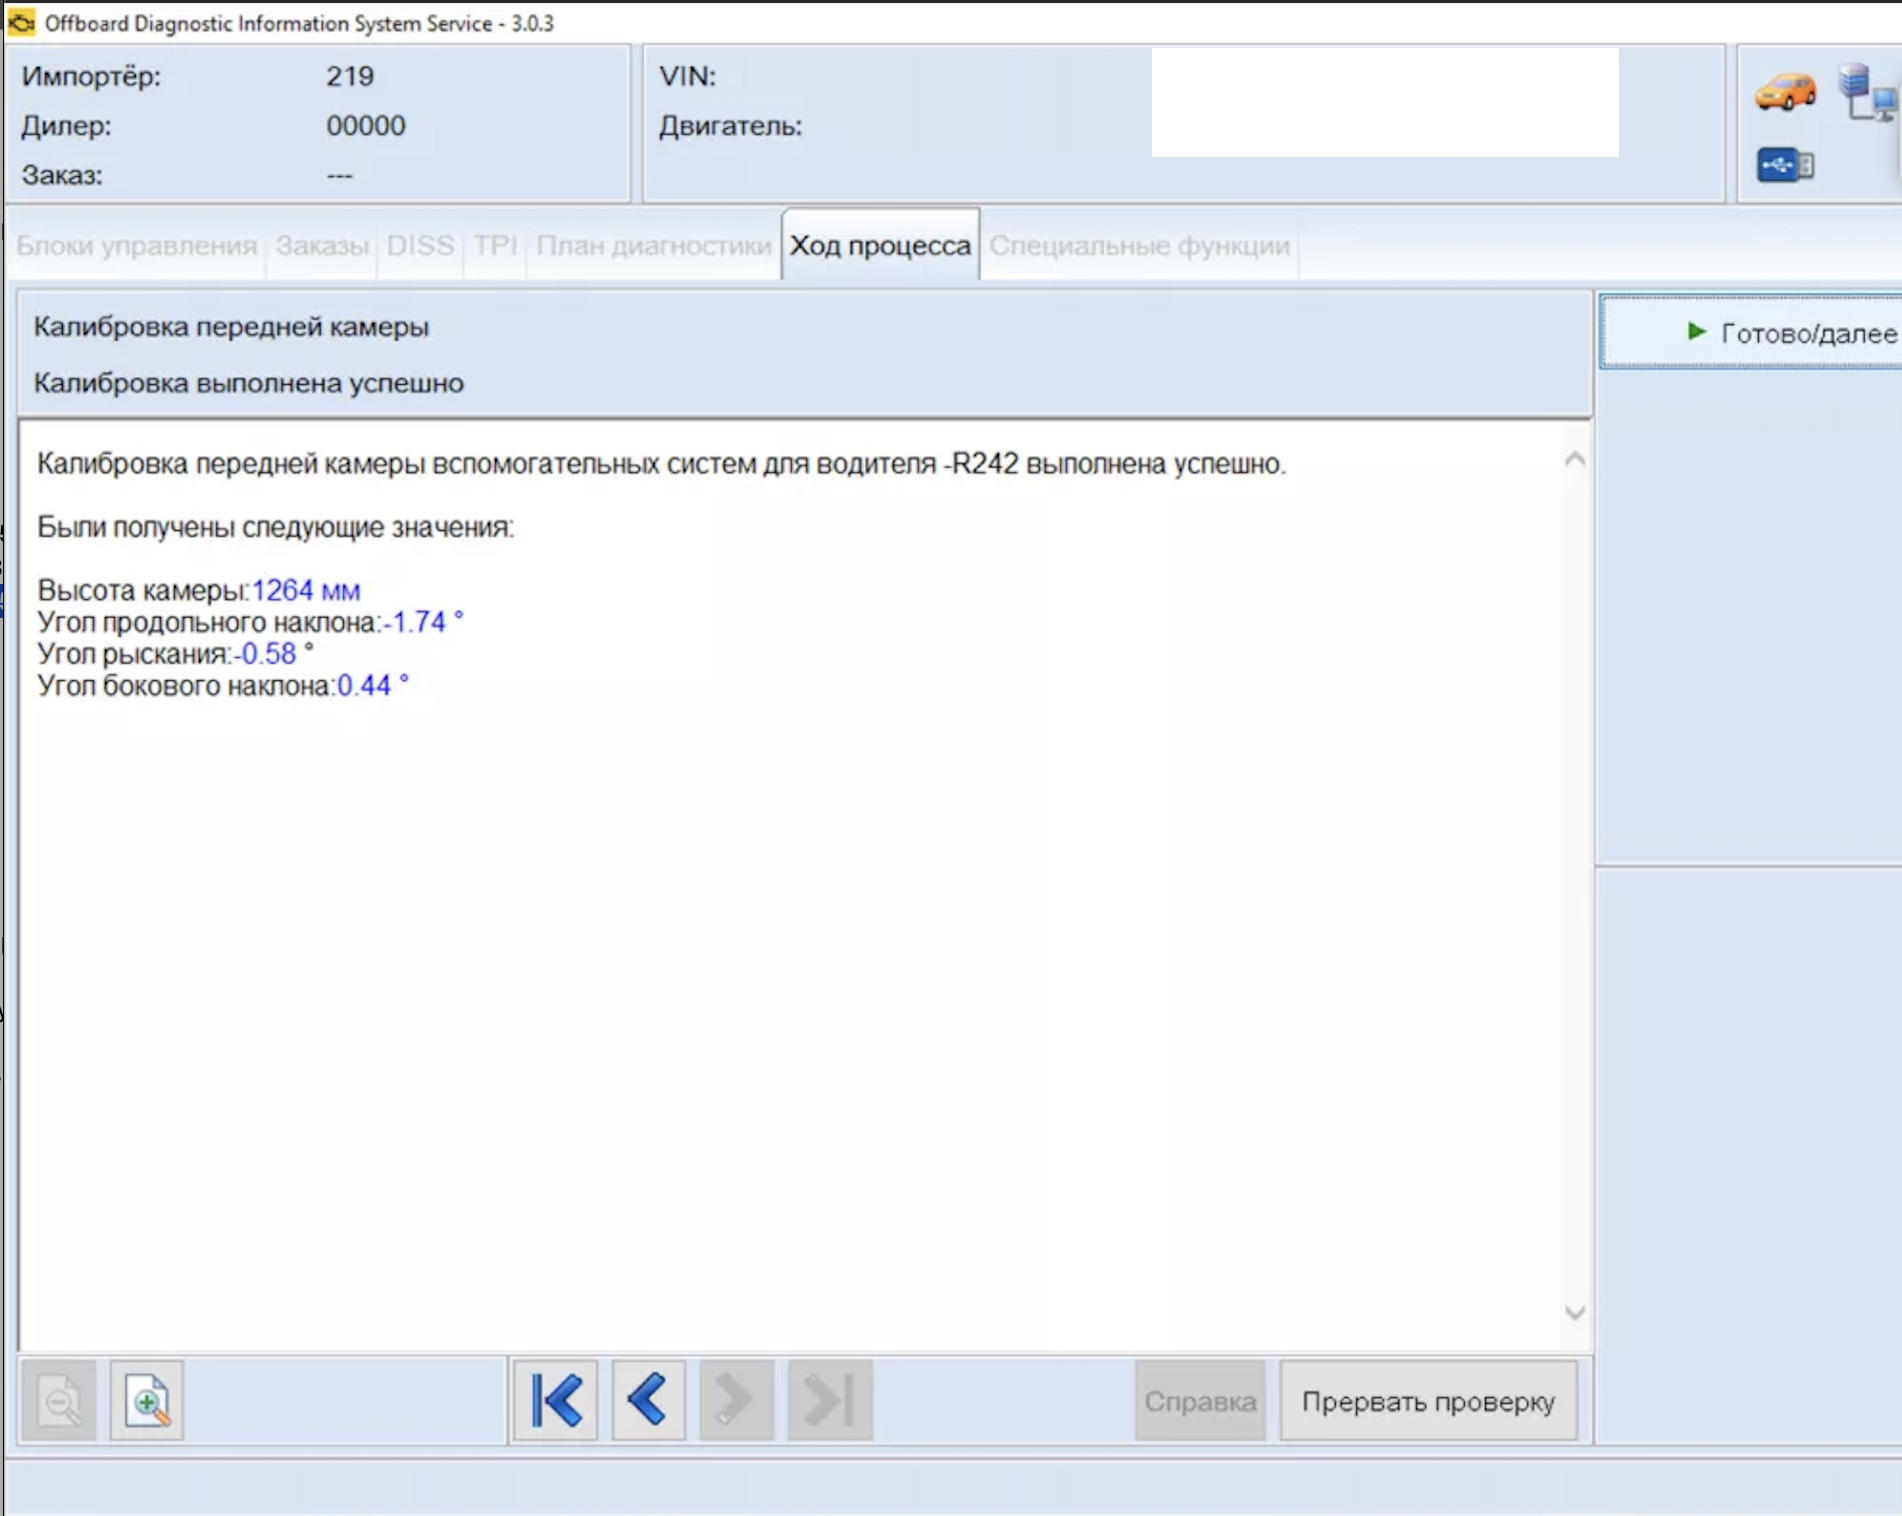 Offboard Diagnostic Information System Service - 3.0.3
Импортёр: 219
Дилер: 00000
Заказ: ---
VIN:
Двигатель:
Блоки управления Заказы DISS TPI План диагностики Ход процесса Специальные функции
Калибровка передней камеры
Калибровка выполнена успешно
Готово/далее
Калибровка передней камеры вспомогательных систем для водителя -R242 выполнена успешно.
Были получены следующие значения:
Высота камеры:1264 мм
Угол продольного наклона:-1.74 °
Угол рыскания:-0.58 °
Угол бокового наклона:0.44 °
Справка
Прервать проверку